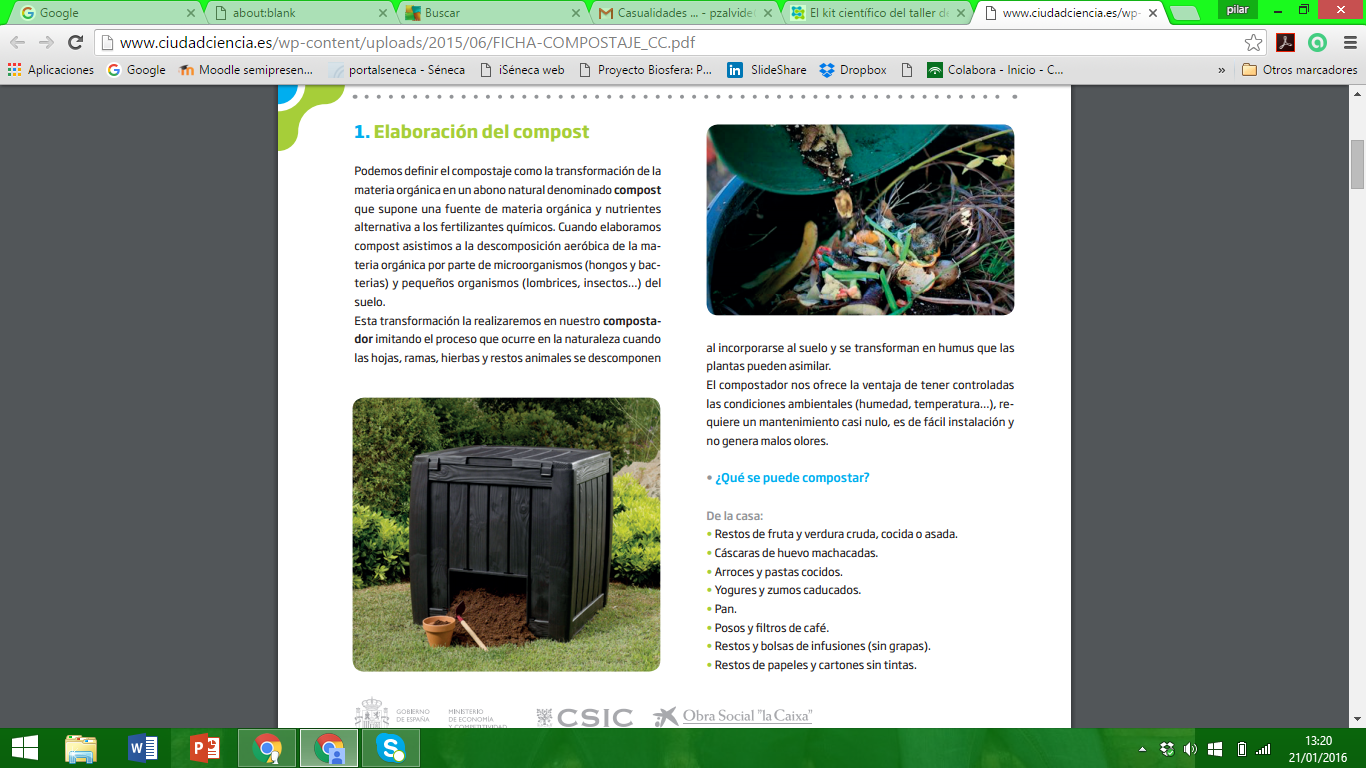 Google
about:blank
Buscar
Casualidades ... - pzalvide
El kit científico del taller de
www.ciudadciencia.es/wp-
pilar
www.ciudadciencia.es/wp-content/uploads/2015/06/FICHA-COMPOSTAJE_CC.pdf
Aplicaciones
Google
Moodle semipresen...
portalseneca - Séneca
iSéneca web
Proyecto Biosfera: P...
SlideShare
Dropbox
Colabora - Inicio - C...
»
Otros marcadores
1. Elaboración del compost
Podemos definir el compostaje como la transformación de la
materia orgánica en un abono natural denominado compost
que supone una fuente de materia orgánica y nutrientes
alternativa a los fertilizantes químicos. Cuando elaboramos
compost asistimos a la descomposición aeróbica de la ma-
teria orgánica por parte de microorganismos (hongos y bac-
terias) y pequeños organismos (lombrices, insectos...) del
suelo.
Esta transformación la realizaremos en nuestro composta-
dor imitando el proceso que ocurre en la naturaleza cuando
las hojas, ramas, hierbas y restos animales se descomponen
al incorporarse al suelo y se transforman en humus que las
plantas pueden asimilar.
El compostador nos ofrece la ventaja de tener controladas
las condiciones ambientales (humedad, temperatura...), re-
quiere un mantenimiento casi nulo, es de fácil instalación y
no genera malos olores.
• ¿Qué se puede compostar?
De la casa:
• Restos de fruta y verdura cruda, cocida o asada.
• Cáscaras de huevo machacadas.
• Arroces y pastas cocidos.
• Yogures y zumos caducados.
• Pan.
• Posos y filtros de café.
• Restos y bolsas de infusiones (sin grapas).
• Restos de papeles y cartones sin tintas.
GOBIERNO
DE ESPAÑA
MINISTERIO
DE ECONOMÍA
Y COMPETITIVIDAD
CSIC
Obra Social "la Caixa"
13:20
21/01/2016